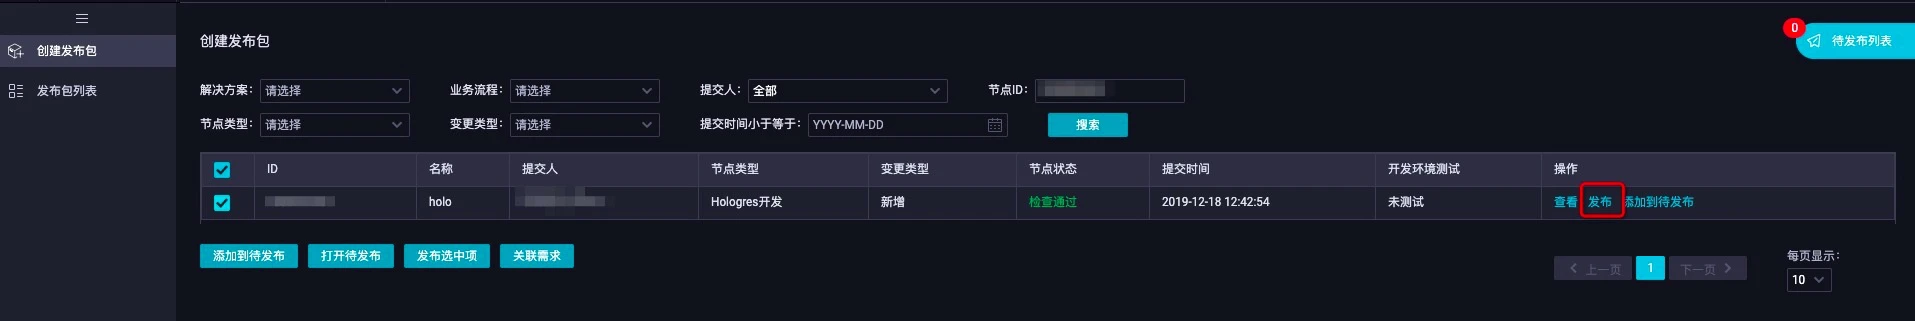 创建发布包
发布包列表
创建发布包
0
待发布列表
解决方案: 请选择 业务流程: 请选择 提交人: 全部 节点ID:
节点类型: 请选择 变更类型: 请选择 提交时间小于等于: YYYY-MM-DD 搜索
ID 名称 提交人 节点类型 变更类型 节点状态 提交时间 开发环境测试 操作
holo Hologres开发 新增 检查通过 2019-12-18 12:42:54 未测试 查看 发布 添加到待发布
添加到待发布 打开待发布 发布选中项 关联需求
上一页 1 下一页
每页显示:
10